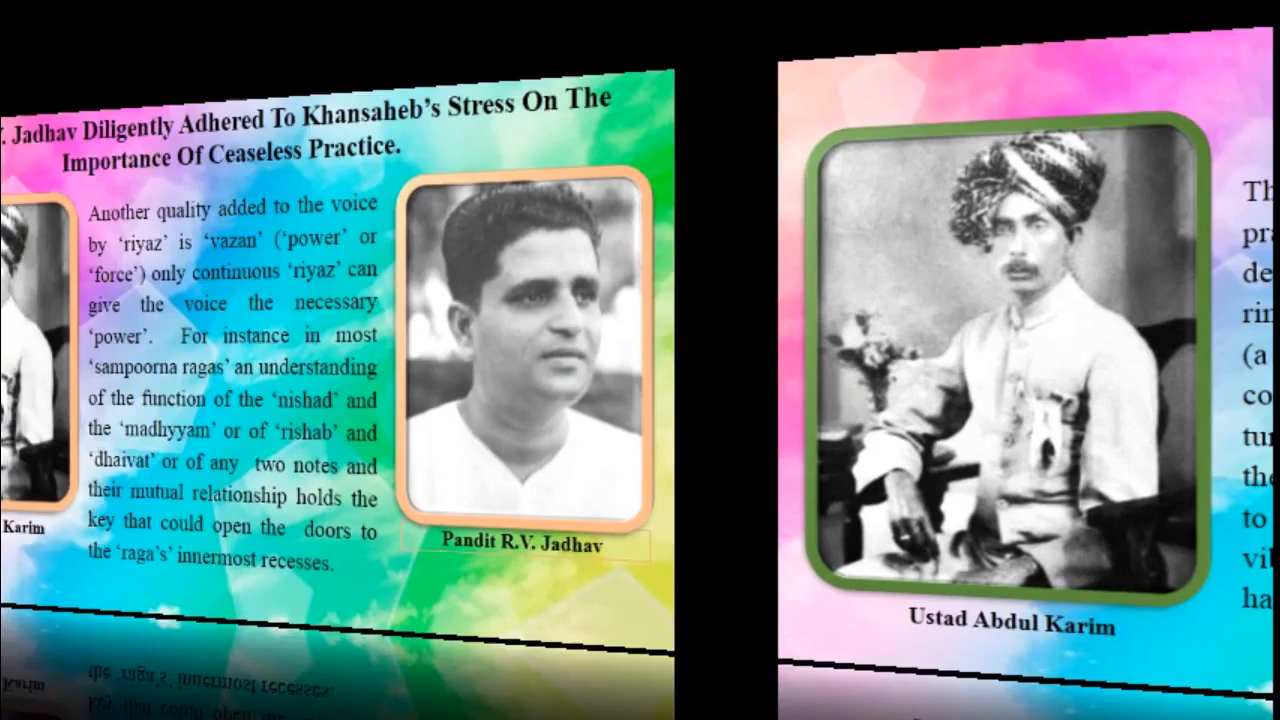 . Jadhav Diligently Adhered To Khansaheb's Stress On The
Importance Of Ceaseless Practice.
Another quality added to the voice
by ‘riyaz’ is ‘vazan’ (‘power’ or
‘force’) only continuous ‘riyaz’ can
give the voice the necessary
‘power’. For instance in most
‘sampoorna ragas’ an understanding
of the function of the ‘nishad’ and
the ‘madhyyam’ or of ‘rishab’ and
‘dhaivat’ or of any two notes and
their mutual relationship holds the
key that could open the doors to
the ‘raga’s’ innermost recesses.
Karim
Pandit R.V. Jadhav
Ustad Abdul Karim